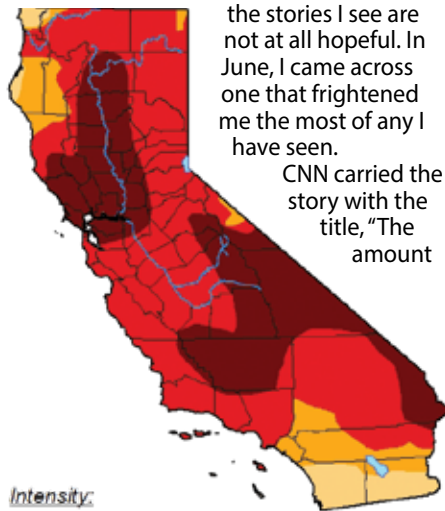 the stories I see are
not at all hopeful. In
June, I came across
one that frightened
me the most of any I
have seen.
CNN carried the
story with the
title, “The
amount
Intensity: